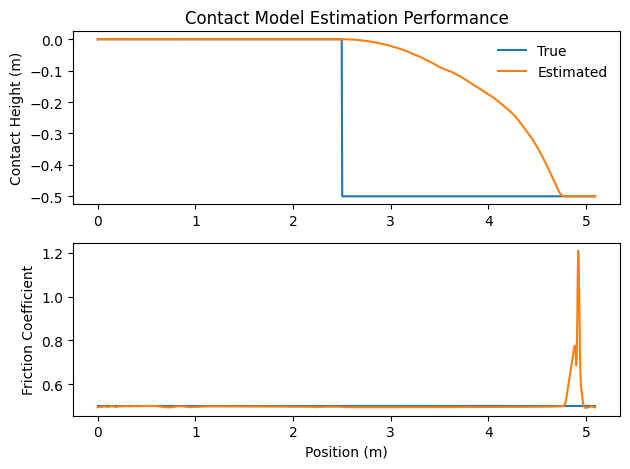 Contact Model Estimation Performance
Contact Height (m)
0.0
−0.1
−0.2
−0.3
−0.4
−0.5
True
Estimated
0 1 2 3 4 5
Friction Coefficient
1.2
1.0
0.8
0.6
0 1 2 3 4 5
Position (m)